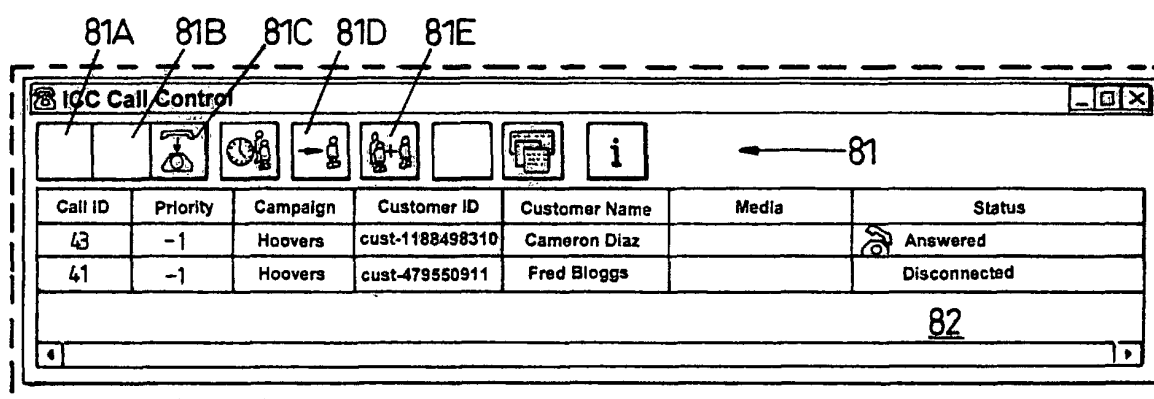 81A 81B 81C 81D 81E
ICC Call Control
i
81
Call ID Priority Campaign Customer ID Customer Name Media Status
43 -1 Hoovers cust-1188498310 Cameron Diaz Answered
41 -1 Hoovers cust-479550911 Fred Bloggs Disconnected
82